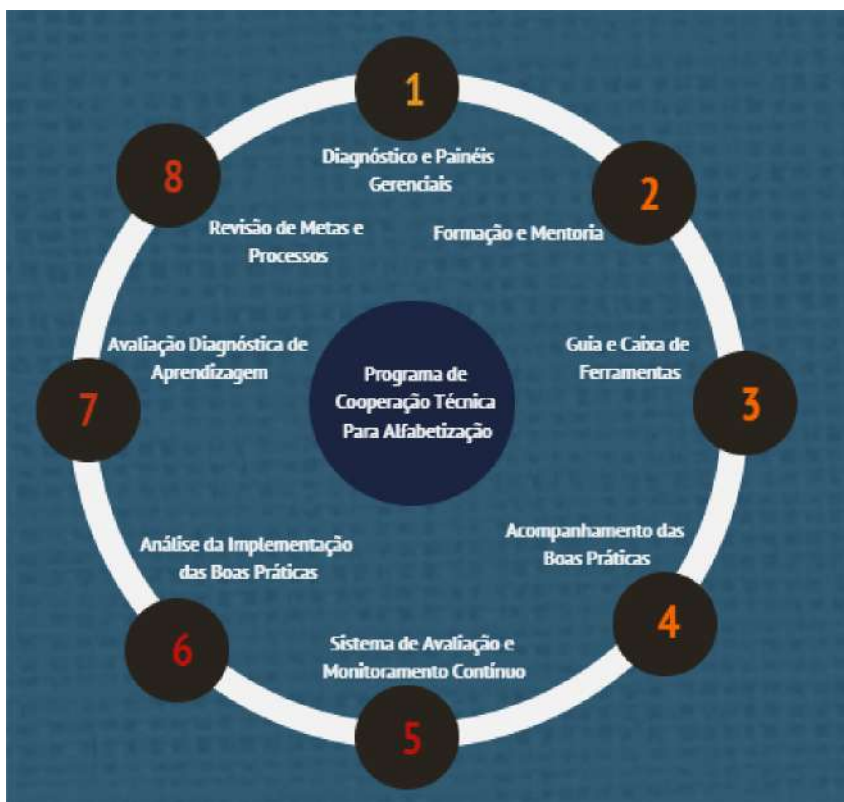 1
Diagnóstico e Painéis
Gerenciais
2
Formação e Mentoria
3
Guia e Caixa de
Ferramentas
4
Acompanhamento das
Boas Práticas
5
Sistema de Avaliação e
Monitoramento Contínuo
6
Análise da Implementação
das Boas Práticas
7
Avaliação Diagnóstica de
Aprendizagem
8
Revisão de Metas e
Processos
Programa de
Cooperação Técnica
Para Alfabetização